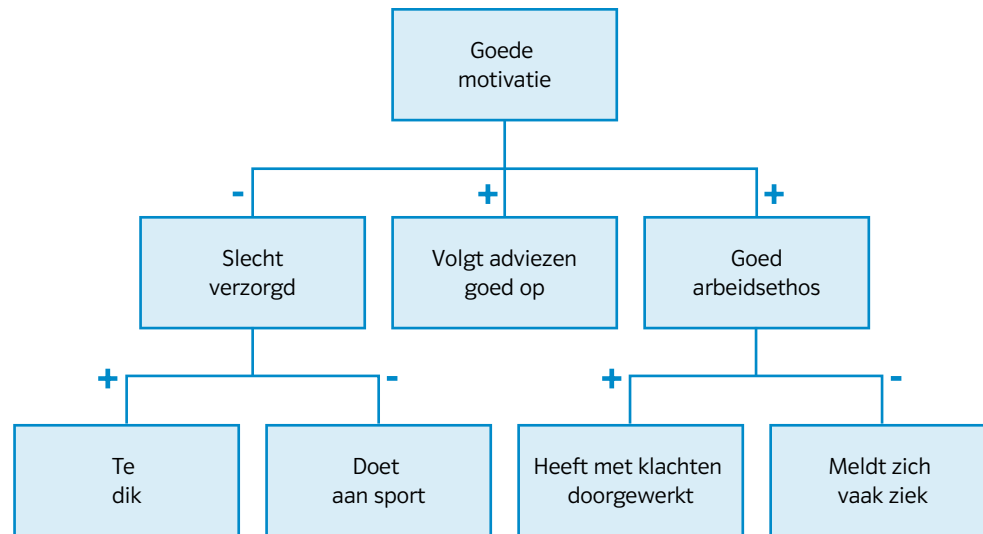 Goede
motivatie
-
+
+
Slecht
verzorgd
Volgt adviezen
goed op
Goed
arbeidsethos
+
-
+
-
Te
dik
Doet
aan sport
Heeft met klachten
doorgewerkt
Meldt zich
vaak ziek